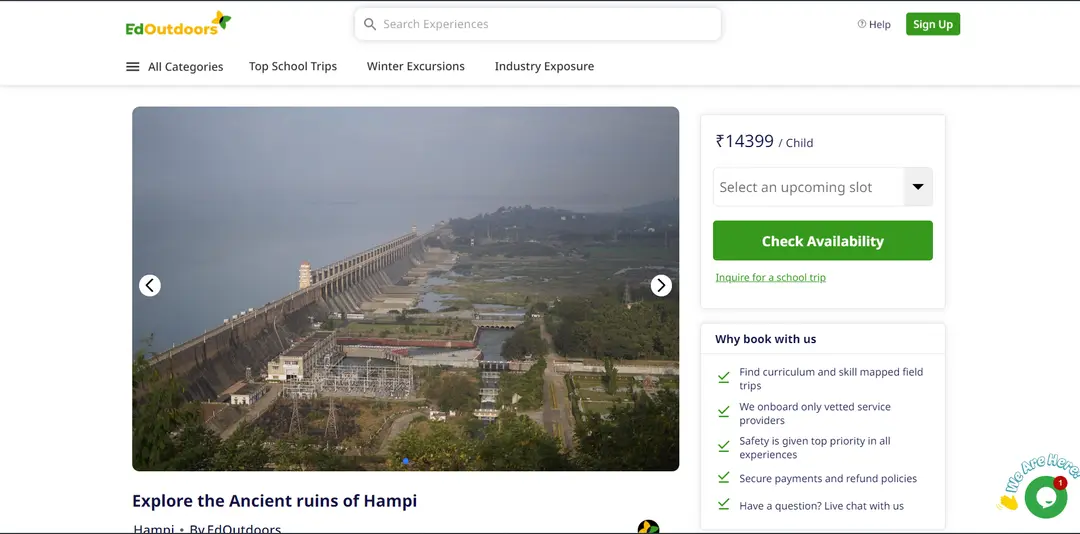 EdOutdoors
Search Experiences
Help
Sign Up
All Categories
Top School Trips
Winter Excursions
Industry Exposure
₹14399 / Child
Select an upcoming slot
Check Availability
Inquire for a school trip
Why book with us
Find curriculum and skill mapped field
trips
We onboard only vetted service
providers
Safety is given top priority in all
experiences
Secure payments and refund policies
Have a question? Live chat with us
We Are Here!
1
Explore the Ancient ruins of Hampi
Hampi • By EdOutdoors